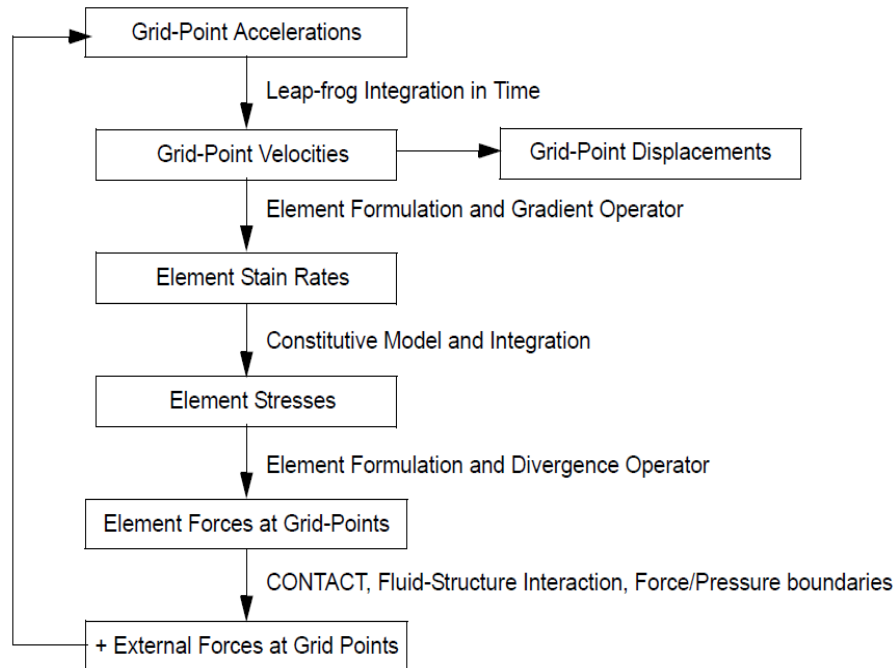 Grid-Point Accelerations
Leap-frog Integration in Time
Grid-Point Velocities
Grid-Point Displacements
Element Formulation and Gradient Operator
Element Stain Rates
Constitutive Model and Integration
Element Stresses
Element Formulation and Divergence Operator
Element Forces at Grid-Points
CONTACT, Fluid-Structure Interaction, Force/Pressure boundaries
+ External Forces at Grid Points